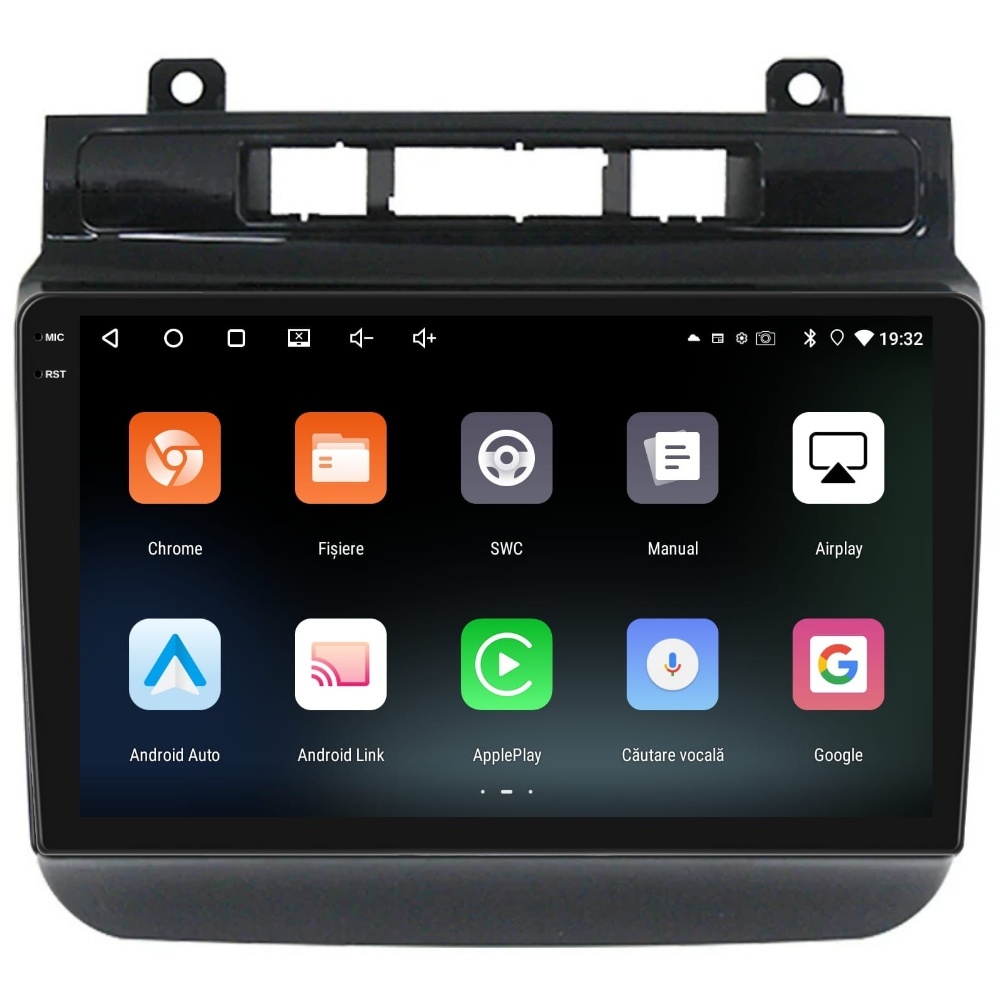 MIC
19:32
RST
Chrome
Fișiere
SWC
Manual
Airplay
Android Auto
Android Link
ApplePlay
Căutare vocală
Google